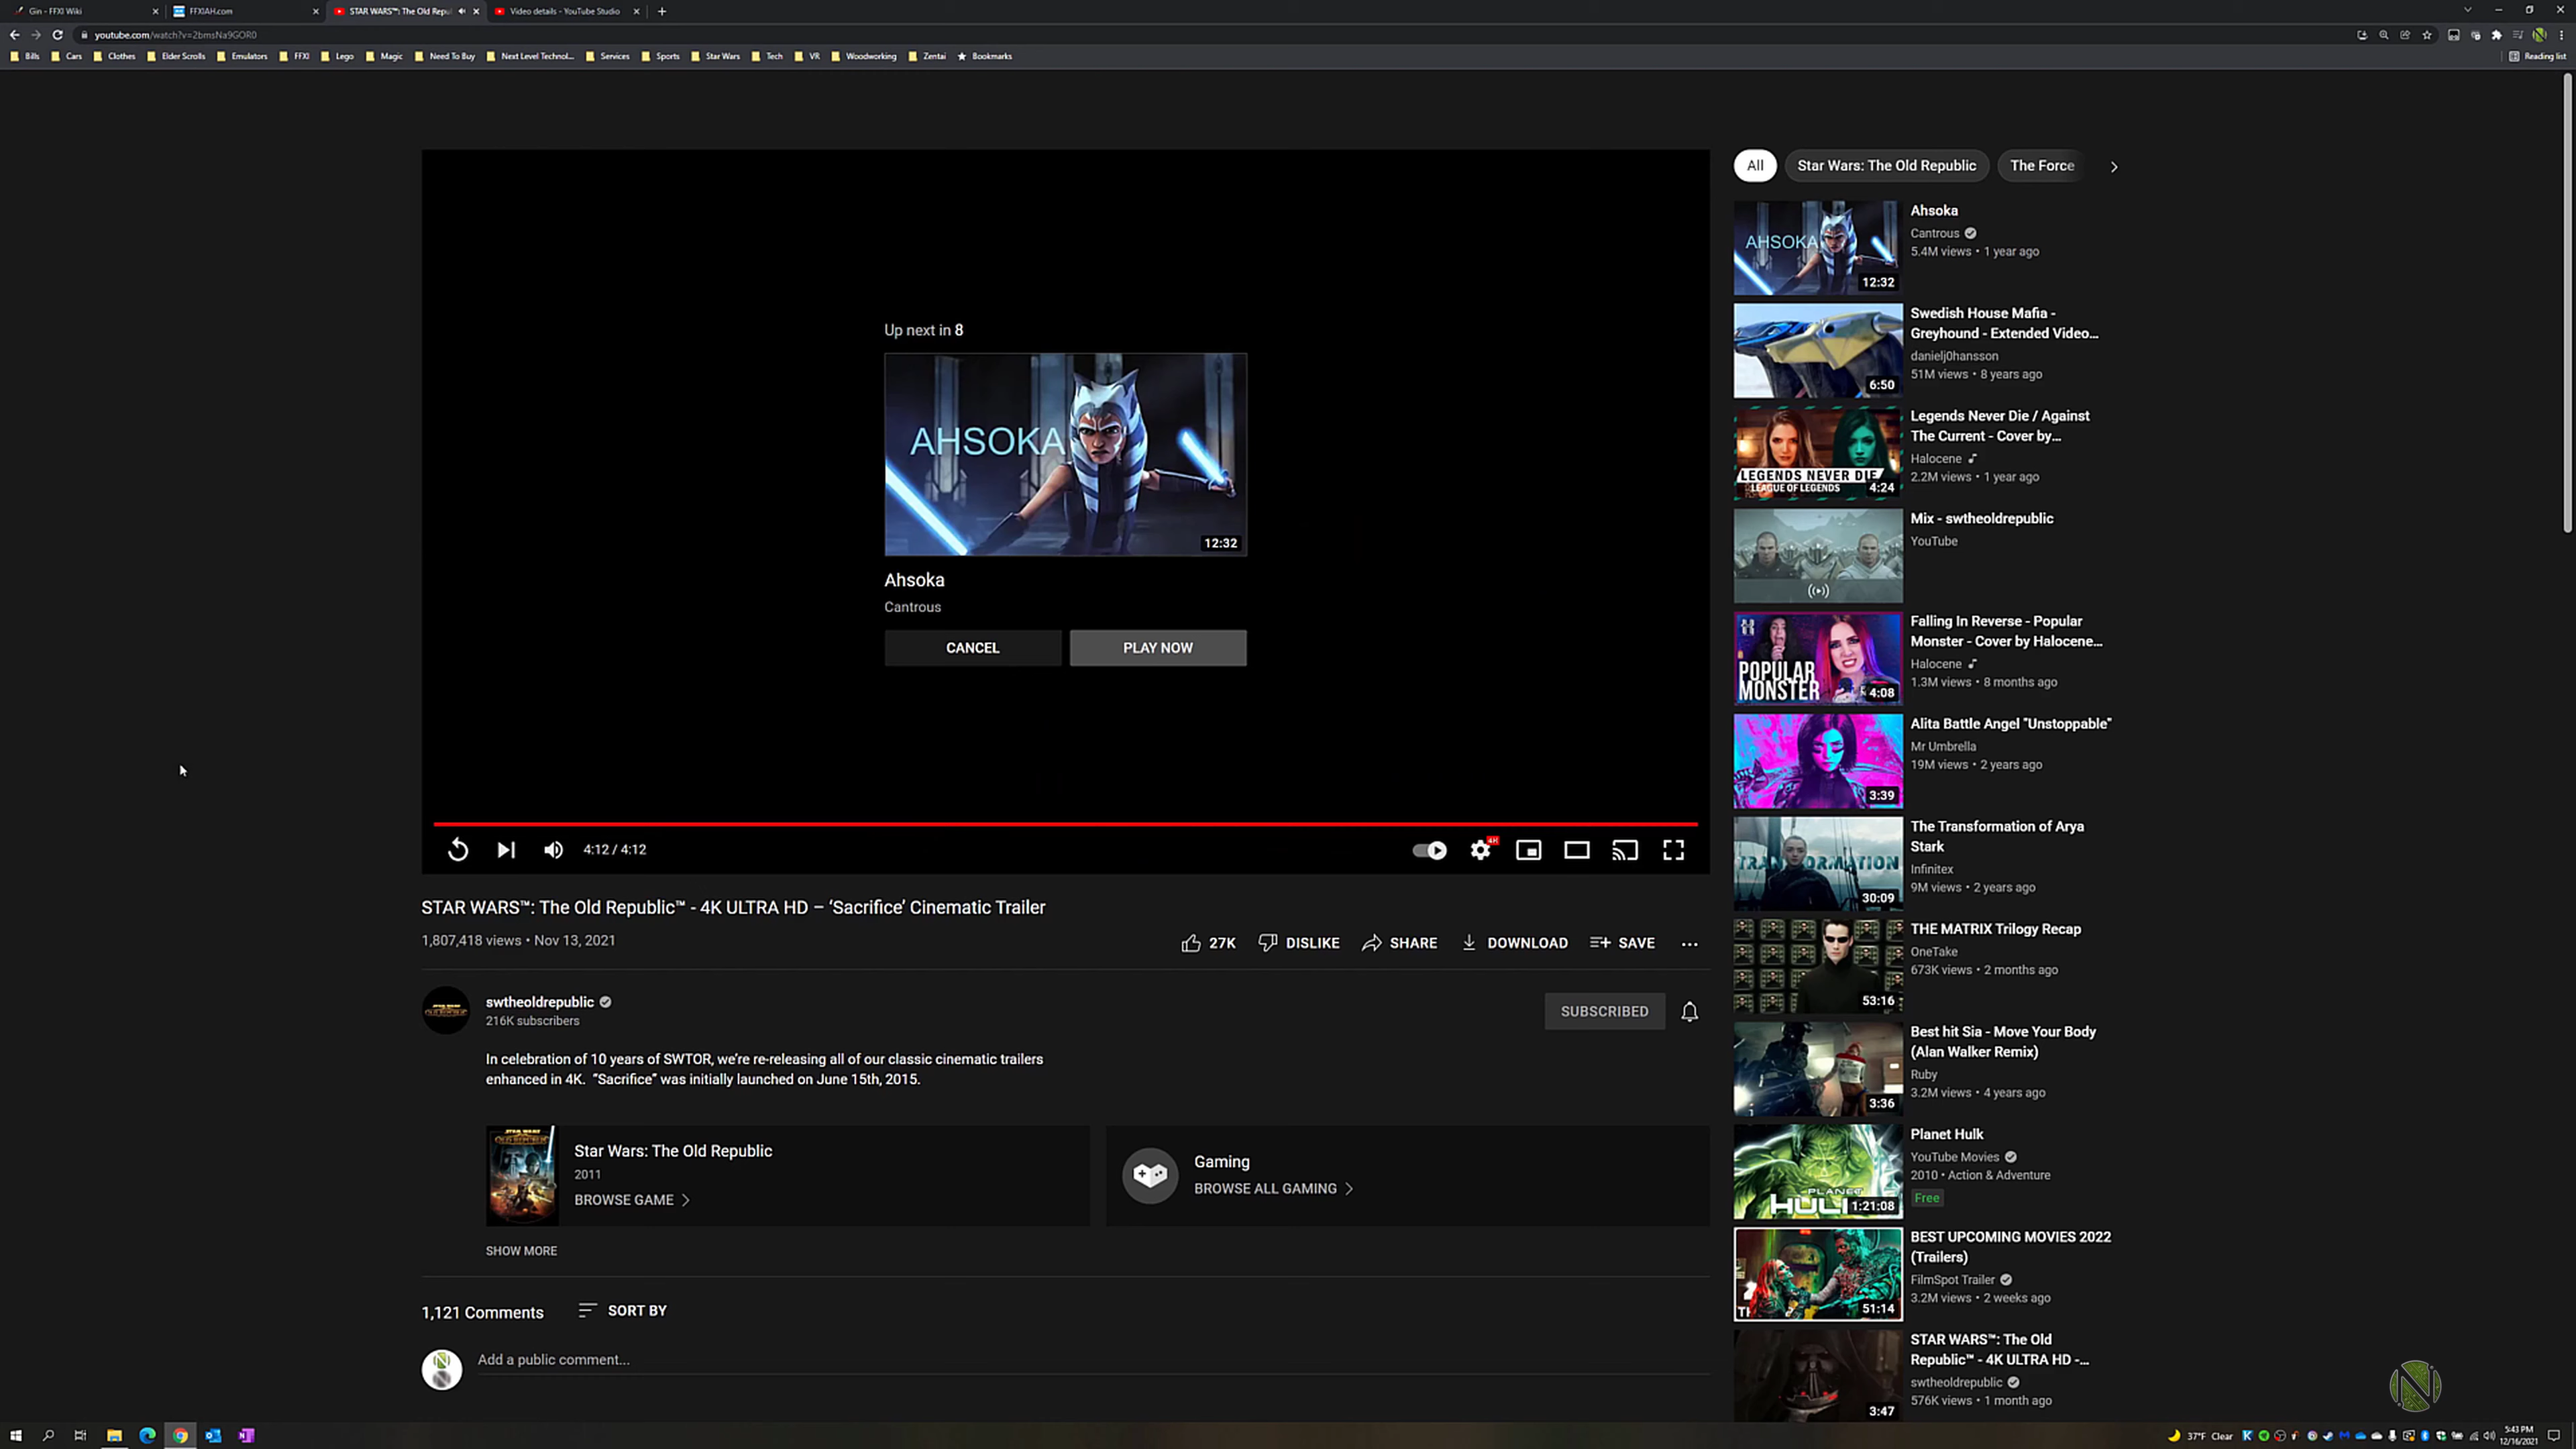 Gin - FFXI Wiki
FFXIAH.com
STAR WARS™: The Old Repu
Video details - YouTube Studio
youtube.com/watch?v=2bmsNa9GOR0
Bills Cars Clothes Elder Scrolls Emulators FFXI Lego Magic Need To Buy Next Level Technol... Services Sports Star Wars Tech VR Woodworking Zentai Bookmarks Reading list
Up next in 8
AHSOKA
12:32
Ahsoka
Cantrous
CANCEL PLAY NOW
4:12 / 4:12
STAR WARS™: The Old Republic™ - 4K ULTRA HD – ‘Sacrifice’ Cinematic Trailer
1,807,418 views • Nov 13, 2021
27K DISLIKE SHARE DOWNLOAD SAVE
swtheoldrepublic
216K subscribers
SUBSCRIBED
In celebration of 10 years of SWTOR, we’re re-releasing all of our classic cinematic trailers
enhanced in 4K. “Sacrifice” was initially launched on June 15th, 2015.
Star Wars: The Old Republic
2011
BROWSE GAME
Gaming
BROWSE ALL GAMING
SHOW MORE
1,121 Comments SORT BY
Add a public comment...
All Star Wars: The Old Republic The Force
AHSOKA
12:32
Ahsoka
Cantrous
5.4M views • 1 year ago
6:50
Swedish House Mafia -
Greyhound - Extended Video...
danielj0hansson
51M views • 8 years ago
LEGENDS NEVER DIE
LEAGUE OF LEGENDS
4:24
Legends Never Die / Against
The Current - Cover by...
Halocene
2.2M views • 1 year ago
Mix - swtheoldrepublic
YouTube
POPULAR
MONSTER
4:08
Falling In Reverse - Popular
Monster - Cover by Halocene...
Halocene
1.3M views • 8 months ago
3:39
Alita Battle Angel "Unstoppable"
Mr Umbrella
19M views • 2 years ago
TRANSFORMATION
30:09
The Transformation of Arya
Stark
Infinitex
9M views • 2 years ago
53:16
THE MATRIX Trilogy Recap
OneTake
673K views • 2 months ago
3:36
Best hit Sia - Move Your Body
(Alan Walker Remix)
Ruby
3.2M views • 4 years ago
PLANET
HUL
1:21:08
Planet Hulk
YouTube Movies
2010 • Action & Adventure
Free
51:14
BEST UPCOMING MOVIES 2022
(Trailers)
FilmSpot Trailer
3.2M views • 2 weeks ago
3:47
STAR WARS™: The Old
Republic™ - 4K ULTRA HD -...
swtheoldrepublic
576K views • 1 month ago
37°F Clear
5:43 PM
12/16/2021